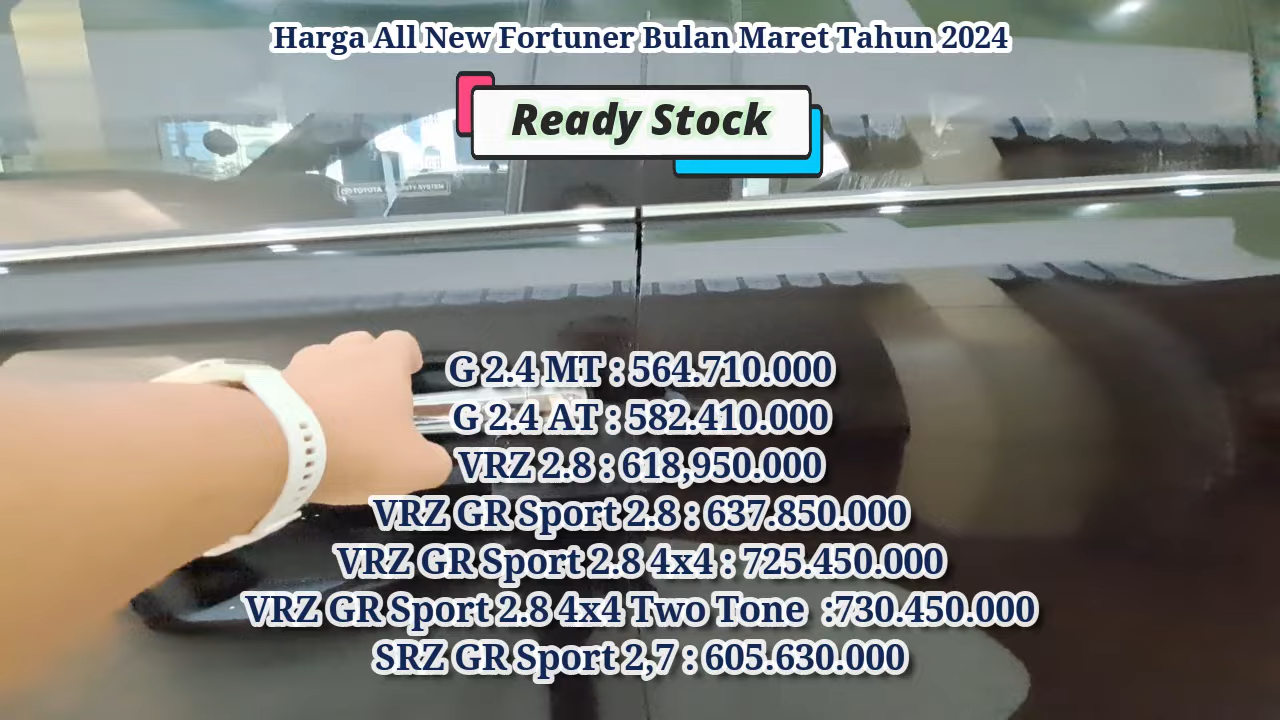 Harga All New Fortuner Bulan Maret Tahun 2024
Ready Stock
TOYOTA SYSTEM
G 2.4 MT : 564.710.000
G 2.4 AT : 582.410.000
VRZ 2.8 : 618,950.000
VRZ GR Sport 2.8 : 637.850.000
VRZ GR Sport 2.8 4x4 : 725.450.000
VRZ GR Sport 2.8 4x4 Two Tone :730.450.000
SRZ GR Sport 2,7 : 605.630.000